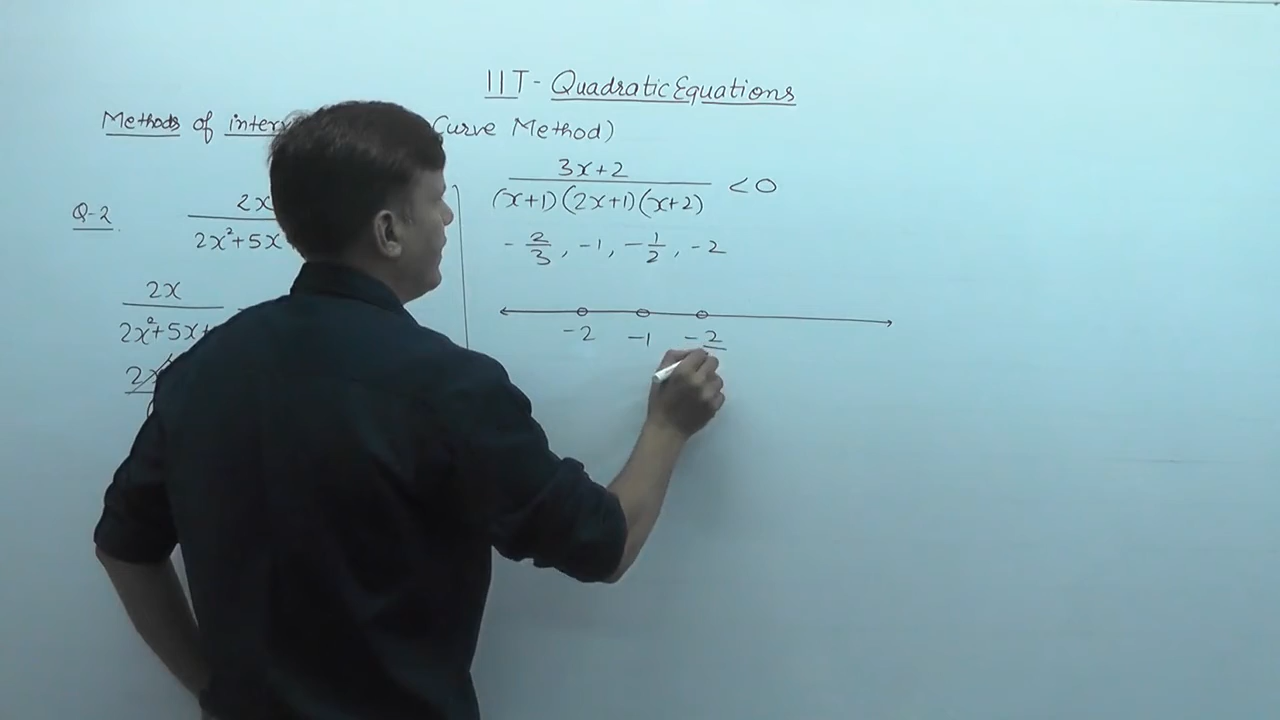 IIT - Quadratic Equations
Methods of Curve Method)
Q-2.
2x
2x²+5x
2x
2x²+5x+
3x+2
(x+1)(2x+1)(x+2) < 0
- 2/3, -1, -1/2, -2
-2 -1 -2